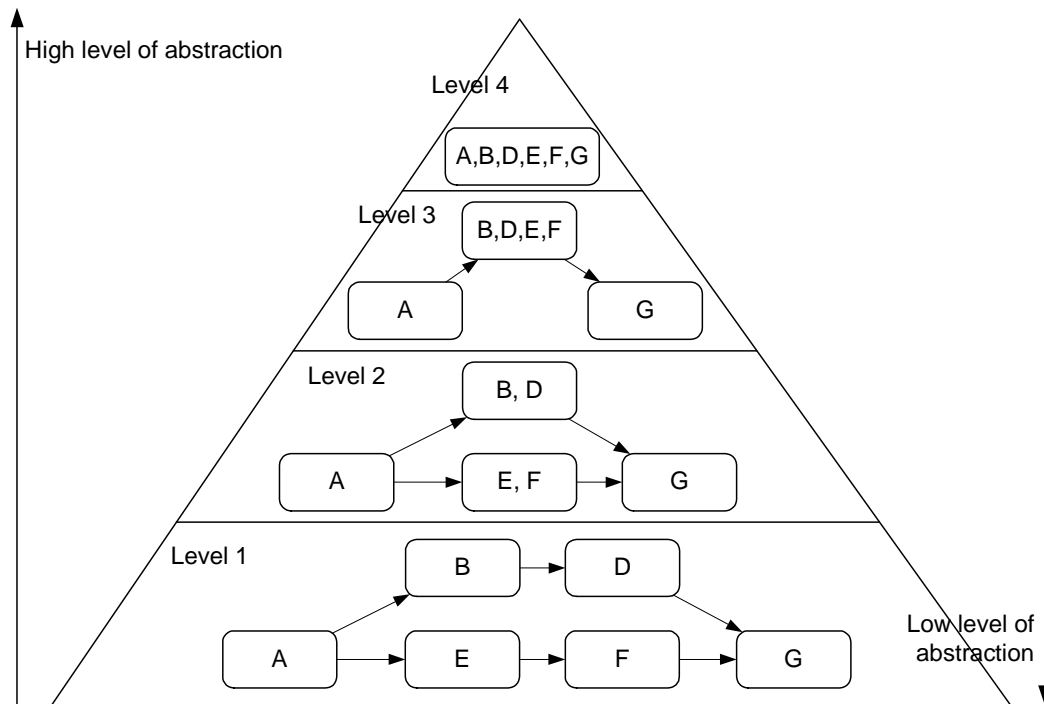 High level of abstraction
Level 4
A,B,D,E,F,G
Level 3
B,D,E,F
A
G
Level 2
B, D
A
E, F
G
Level 1
B
D
A
E
F
G
Low level of
abstraction